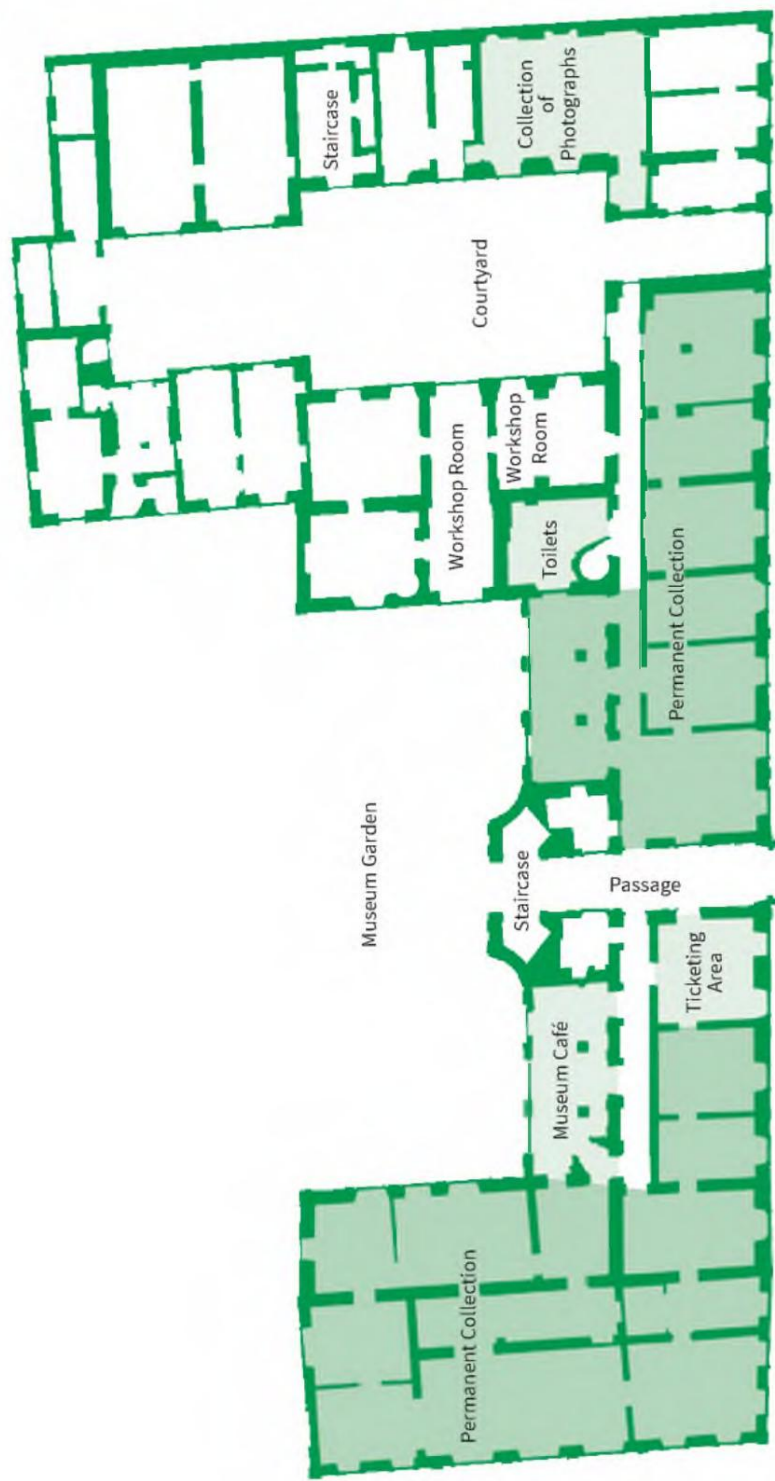 Permanent Collection
Museum Café
Ticketing
Area
Museum Garden
Staircase
Passage
Permanent Collection
Toilets
Workshop Room
Workshop
Room
Courtyard
Staircase
Collection
of
Photographs